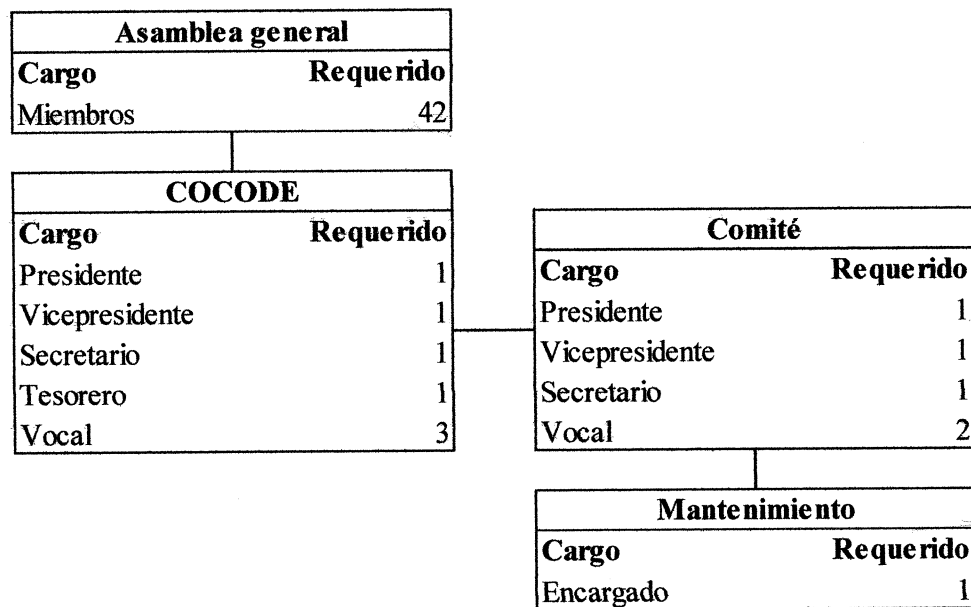 Asamblea general
Cargo Requerido
Miembros 42
COCODE
Cargo Requerido
Presidente 1
Vicepresidente 1
Secretario 1
Tesorero 1
Vocal 3
Comité
Cargo Requerido
Presidente 1
Vicepresidente 1
Secretario 1
Vocal 2
Mantenimiento
Cargo Requerido
Encargado 1